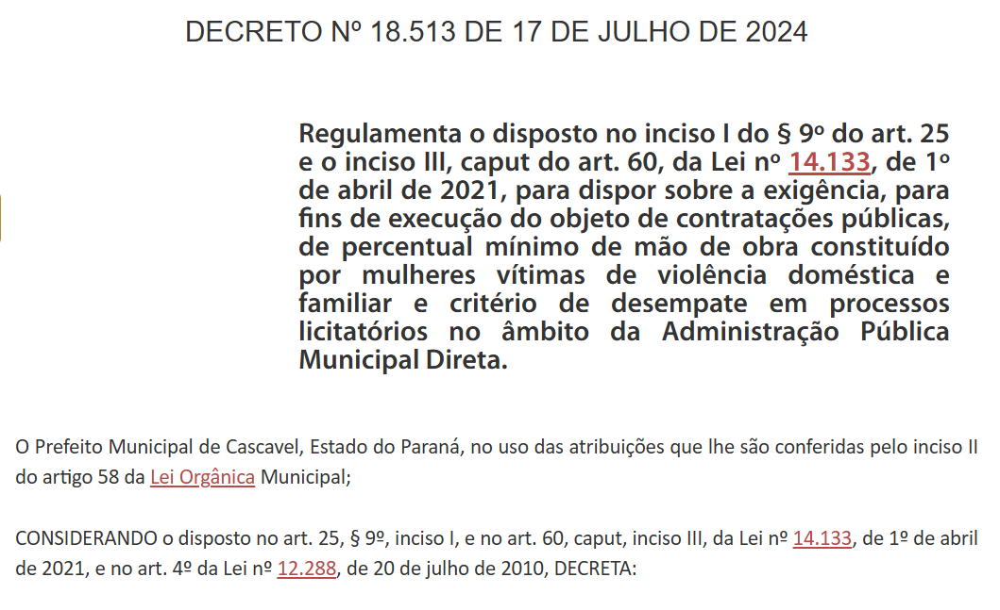 DECRETO Nº 18.513 DE 17 DE JULHO DE 2024
Regulamenta o disposto no inciso I do § 9º do art. 25
e o inciso III, caput do art. 60, da Lei nº 14.133, de 1º
de abril de 2021, para dispor sobre a exigência, para
fins de execução do objeto de contratações públicas,
de percentual mínimo de mão de obra constituído
por mulheres vítimas de violência doméstica e
familiar e critério de desempate em processos
licitatórios no âmbito da Administração Pública
Municipal Direta.
O Prefeito Municipal de Cascavel, Estado do Paraná, no uso das atribuições que lhe são conferidas pelo inciso II
do artigo 58 da Lei Orgânica Municipal;
CONSIDERANDO o disposto no art. 25, § 9º, inciso I, e no art. 60, caput, inciso III, da Lei nº 14.133, de 1º de abril
de 2021, e no art. 4º da Lei nº 12.288, de 20 de julho de 2010, DECRETA: